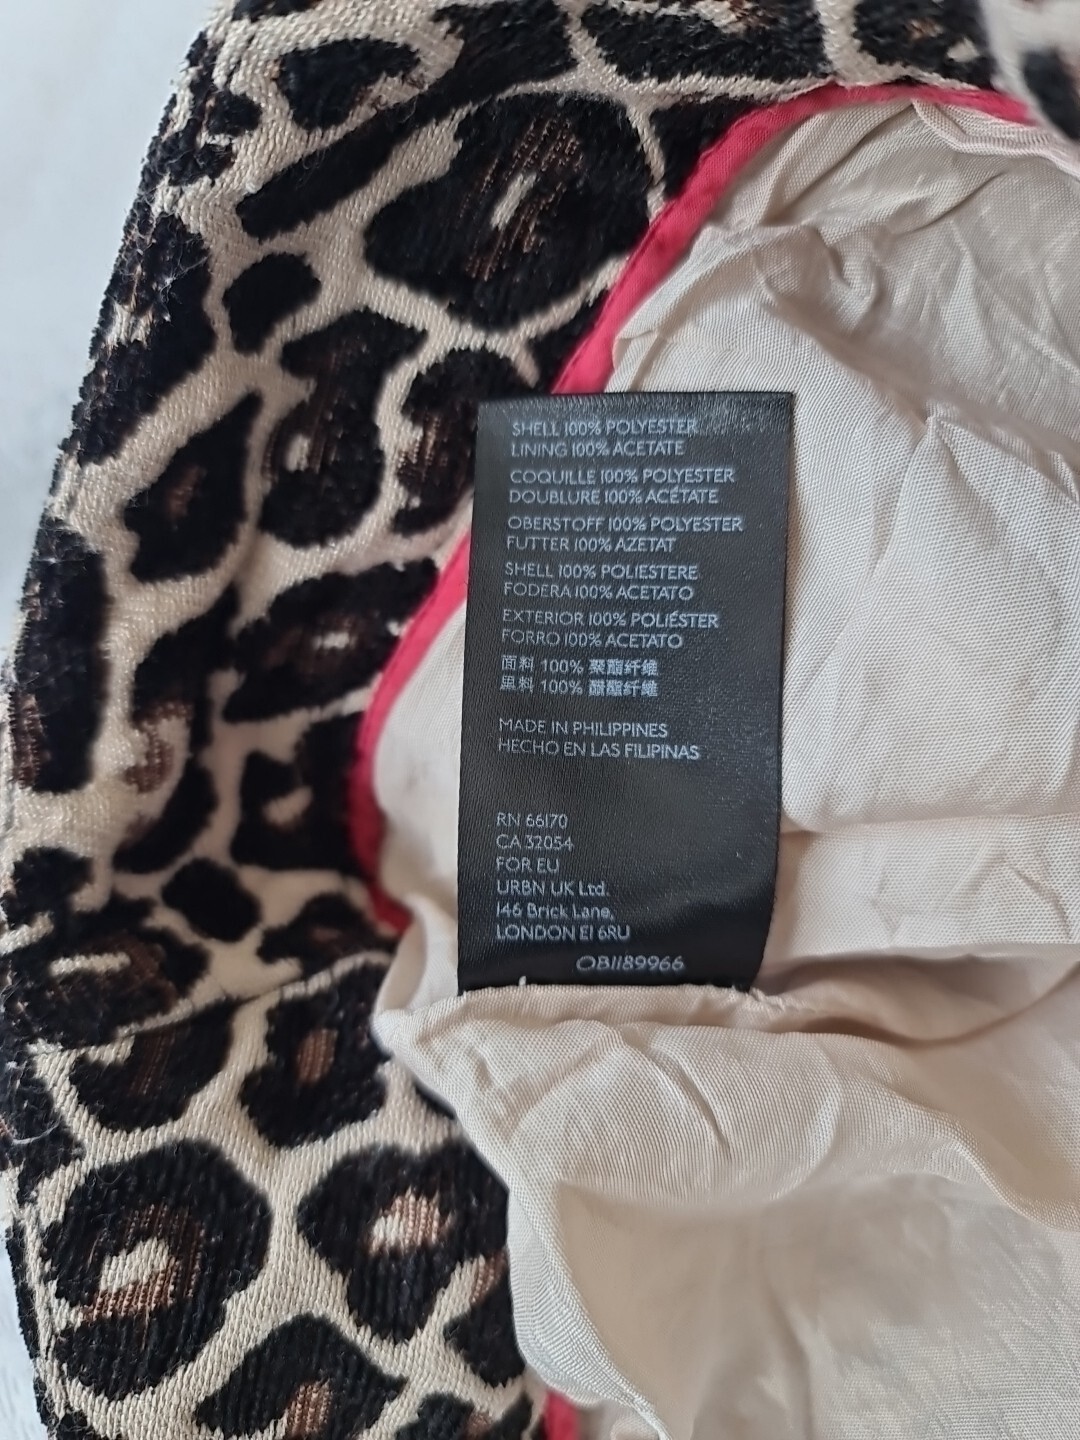 SHELL 100% POLYESTER
LINING 100% ACETATE
COQUILLE 100% POLYESTER
DOUBLURE 100% ACÉTATE
OBERSTOFF 100% POLYESTER
FUTTER 100% AZETAT
SHELL 100% POLIESTERE
FODERA 100% ACETATO
EXTERIOR 100% POLIÉSTER
FORRO 100% ACETATO
面料 100% 聚酯纤维
里料 100% 醋酯纤维
MADE IN PHILIPPINES
HECHO EN LAS FILIPINAS
RN 66170
CA 32054
FOR EU
URBN UK Ltd.
146 Brick Lane,
LONDON E1 6RU
OB1189966